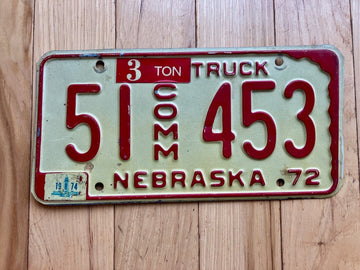 3 TON TRUCK
51 COMM 453
19 74
NEBRASKA 72